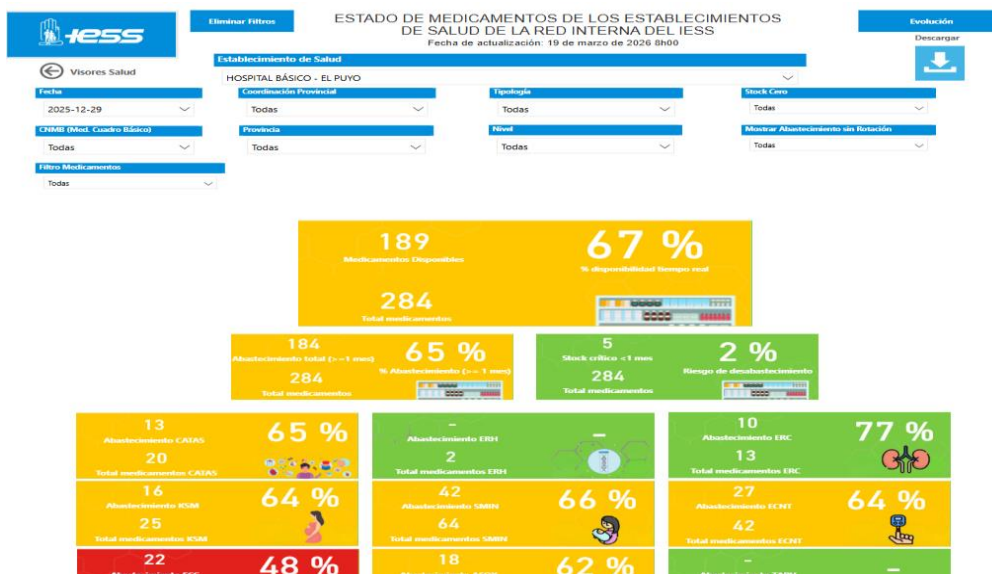 IESS
Eliminar Filtros
ESTADO DE MEDICAMENTOS DE LOS ESTABLECIMIENTOS
DE SALUD DE LA RED INTERNA DEL IESS
Fecha de actualización: 19 de marzo de 2026 8h00
Evolución
Descargar
Visores Salud
Establecimiento de Salud
HOSPITAL BÁSICO - EL PUYO
Fecha
2025-12-29
Coordinación Provincial
Todas
Tipología
Todas
Stock Cero
Todas
CNMB (Med. Cuadro Básico)
Todas
Provincia
Todas
Nivel
Todas
Mostrar Abastecimiento sin Rotación
Todas
Filtro Medicamentos
Todas
189
Medicamentos Disponibles
67 %
% disponibilidad tiempo real
284
Total medicamentos
184
Abastecimiento total (>=1 mes)
65 %
% Abastecimiento (>= 1 mes)
284
Total medicamentos
5
Stock crítico <1 mes
2 %
Riesgo de desabastecimiento
284
Total medicamentos
13
Abastecimiento CATAS
65 %
20
Total medicamentos CATAS
-
Abastecimiento ERH
-
2
Total medicamentos ERH
10
Abastecimiento ERC
77 %
13
Total medicamentos ERC
16
Abastecimiento KSM
64 %
25
Total medicamentos KSM
42
Abastecimiento SMIN
66 %
64
Total medicamentos SMIN
27
Abastecimiento ECNT
64 %
42
Total medicamentos ECNT
22
48 %
18
62 %
-
-